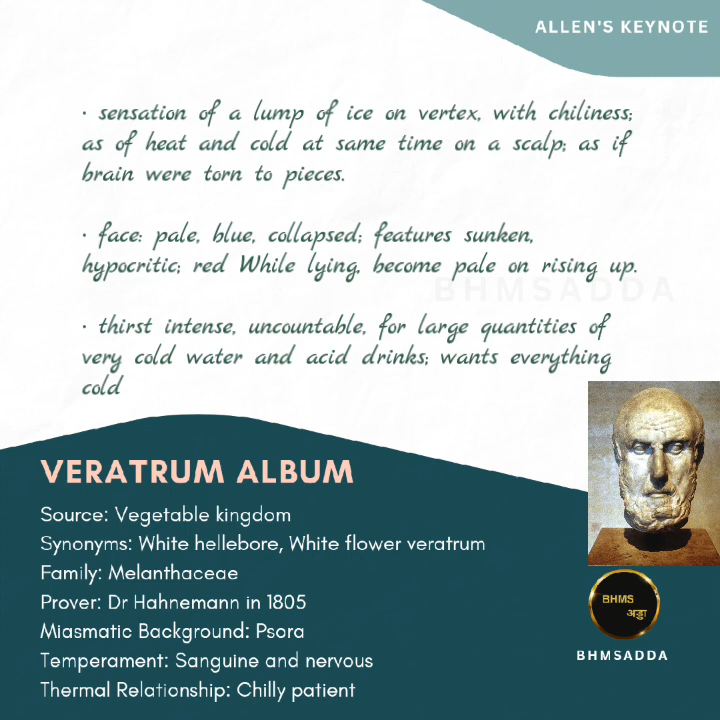 ALLEN'S KEYNOTE
· sensation of a lump of ice on vertex, with chiliness;
as of heat and cold at same time on a scalp; as if
brain were torn to pieces.
· face: pale, blue, collapsed; features sunken,
hypocritic; red While lying, become pale on rising up.
BHMSADDA
· thirst intense, uncountable, for large quantities of
very cold water and acid drinks; wants everything
cold
VERATRUM ALBUM
Source: Vegetable kingdom
Synonyms: White hellebore, White flower veratrum
Family: Melanthaceae
Prover: Dr Hahnemann in 1805
Miasmatic Background: Psora
Temperament: Sanguine and nervous
Thermal Relationship: Chilly patient
BHMS
अड्डा
BHMSADDA